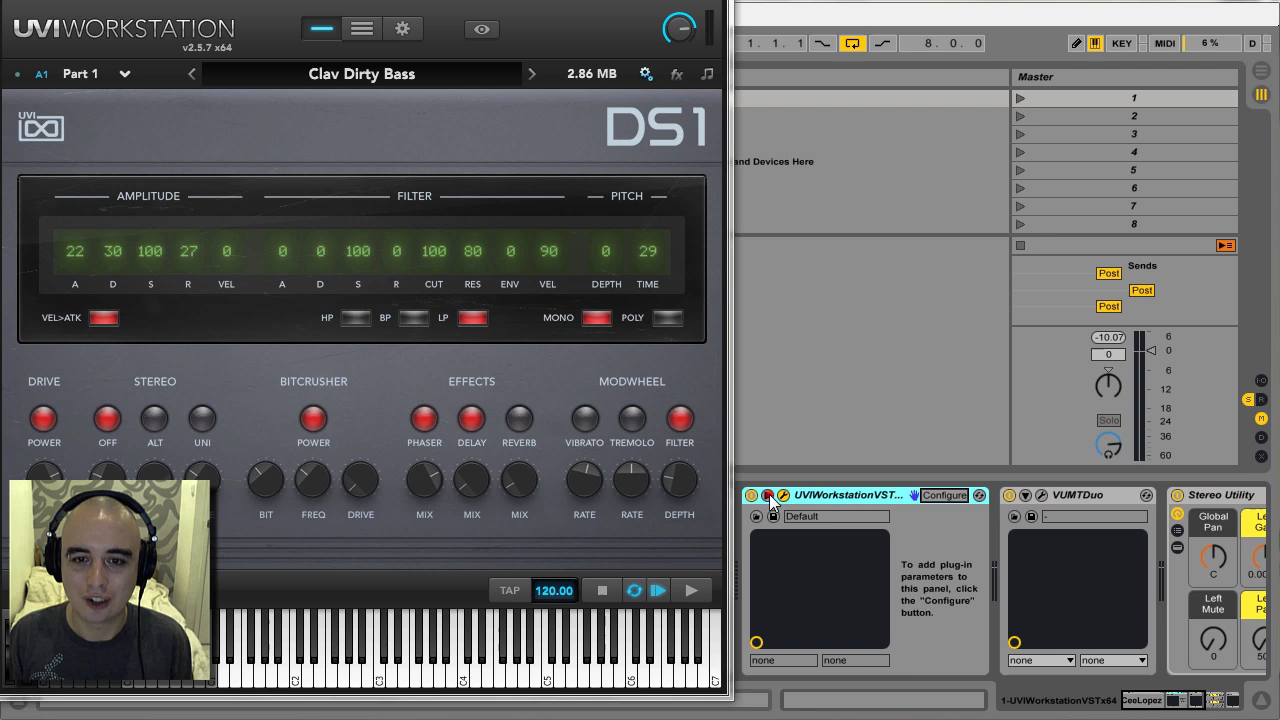 UVIWORKSTATION
v2.5.7 x64
A1 Part 1
Clav Dirty Bass
2.86 MB
fx
UVI
DS1
AMPLITUDE FILTER PITCH
22 30 100 27 0 0 0 100 0 100 80 0 90 0 29
A D S R VEL A D S R CUT RES ENV VEL DEPTH TIME
VEL>ATK HP BP LP MONO POLY
DRIVE STEREO BITCRUSHER EFFECTS MODWHEEL
POWER OFF ALT UNI POWER PHASER DELAY REVERB VIBRATO TREMOLO FILTER
BIT FREQ DRIVE MIX MIX MIX RATE RATE DEPTH
TAP 120.00
C2 C3 C4 C5 C6 C7
1. 1. 1 8. 0. 0 KEY MIDI 6 % D
Master
1
2
and Devices Here
3
4
5
6
7
8
Sends
Post
Post
Post
-10.07
0
6
0
6
12
18
24
36
60
Solo
S R
M
D
X
UVIWorkstationVST... Configure
Default
To add plug-in
parameters to
this panel, click
the "Configure"
button.
none none
VUMTDuo
-
none none
Stereo Utility
Global
Pan
C
Left
Mute
0
0.00
50
1-UVIWorkstationVSTx64 CeeLopez